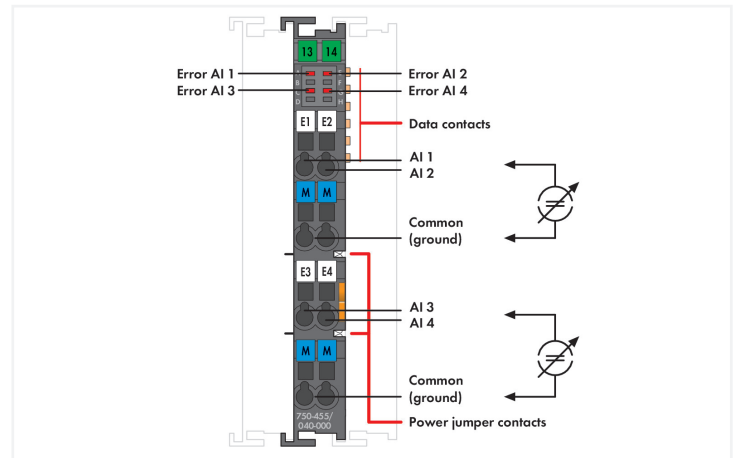 13 14
Error AI 1
Error AI 2
A E
Error AI 3
Error AI 4
B F
C G
D H
Data contacts
E1 E2
AI 1
AI 2
M M
Common
(ground)
E3 E4
AI 3
AI 4
M M
Common
(ground)
750-455/
040-000
Power jumper contacts